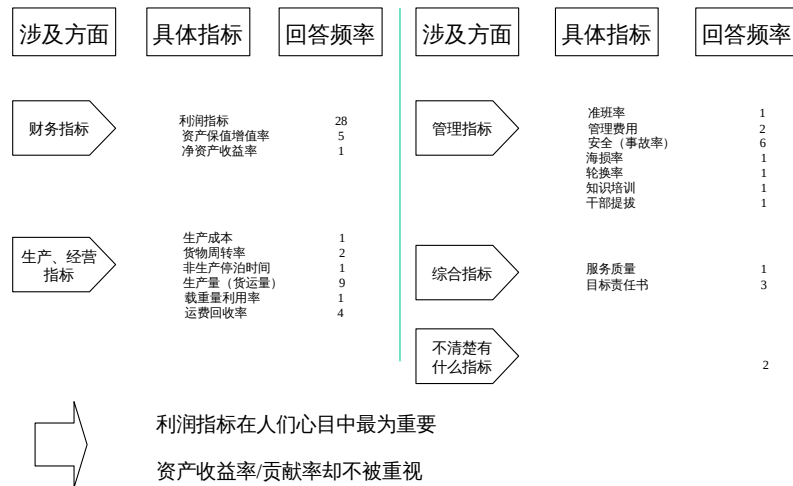 涉及方面 具体指标 回答频率
财务指标
利润指标 28
资产保值增值率 5
净资产收益率 1
生产、经营
指标
生产成本 1
货物周转率 2
非生产停泊时间 1
生产量（货运量） 9
载重量利用率 1
运费回收率 4
涉及方面 具体指标 回答频率
管理指标
准班率 1
管理费用 2
安全（事故率） 6
海损率 1
轮换率 1
知识培训 1
干部提拔 1
综合指标
服务质量 1
目标责任书 3
不清楚有
什么指标
2
利润指标在人们心目中最为重要
资产收益率/贡献率却不被重视